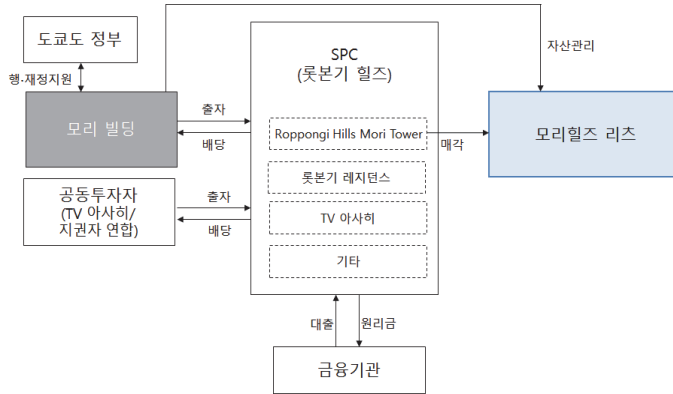 도쿄도 정부
행·재정지원
모리 빌딩
출자
배당
공동투자자
(TV 아사히/
지권자 연합)
출자
배당
SPC
(롯본기 힐즈)
Roppongi Hills Mori Tower
롯본기 레지던스
TV 아사히
기타
매각
자산관리
모리힐즈 리츠
대출
원리금
금융기관